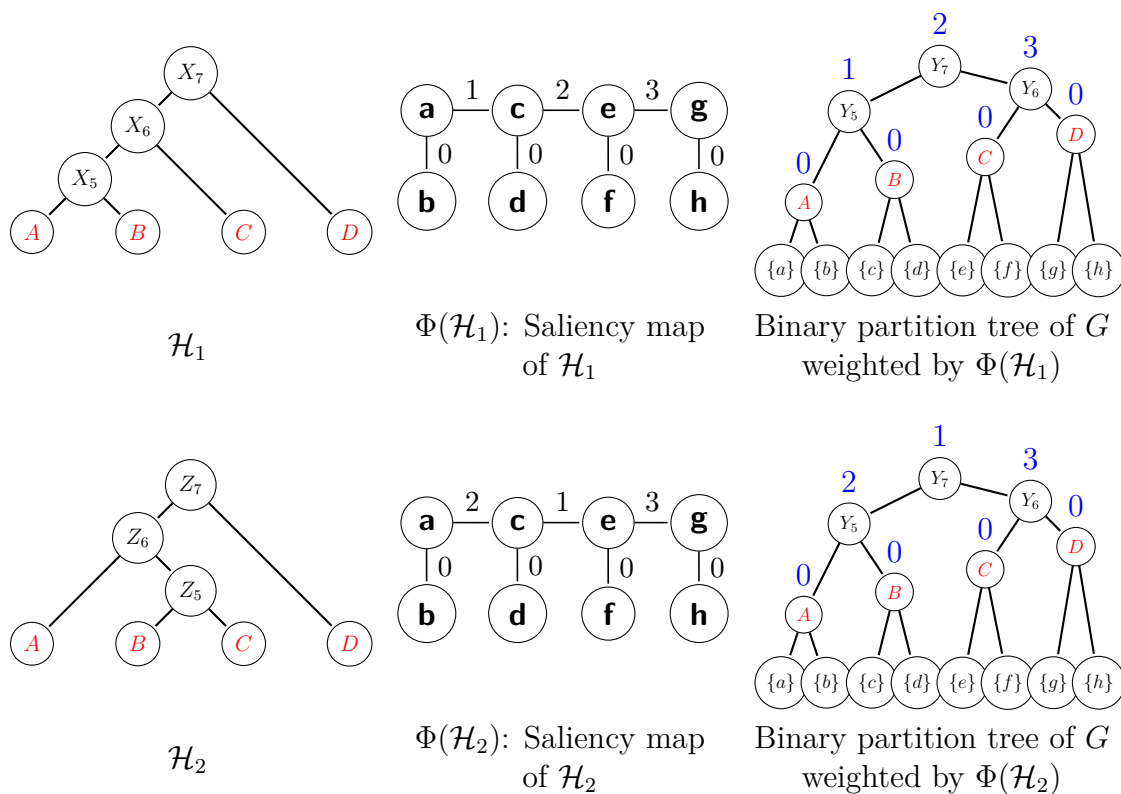 X₇
X₆
X₅
A B C D
ℋ₁
a 1 c 2 e 3 g
0 0 0 0
b d f h
Φ(ℋ₁): Saliency map
of ℋ₁
2
Y₇
3
Y₆
1
Y₅
0
D
0
C
0
B
0
A
{a} {b} {c} {d} {e} {f} {g} {h}
Binary partition tree of G
weighted by Φ(ℋ₁)
Z₇
Z₆
Z₅
A B C D
ℋ₂
a 2 c 1 e 3 g
0 0 0 0
b d f h
Φ(ℋ₂): Saliency map
of ℋ₂
1
Y₇
3
Y₆
2
Y₅
0
D
0
C
0
B
0
A
{a} {b} {c} {d} {e} {f} {g} {h}
Binary partition tree of G
weighted by Φ(ℋ₂)